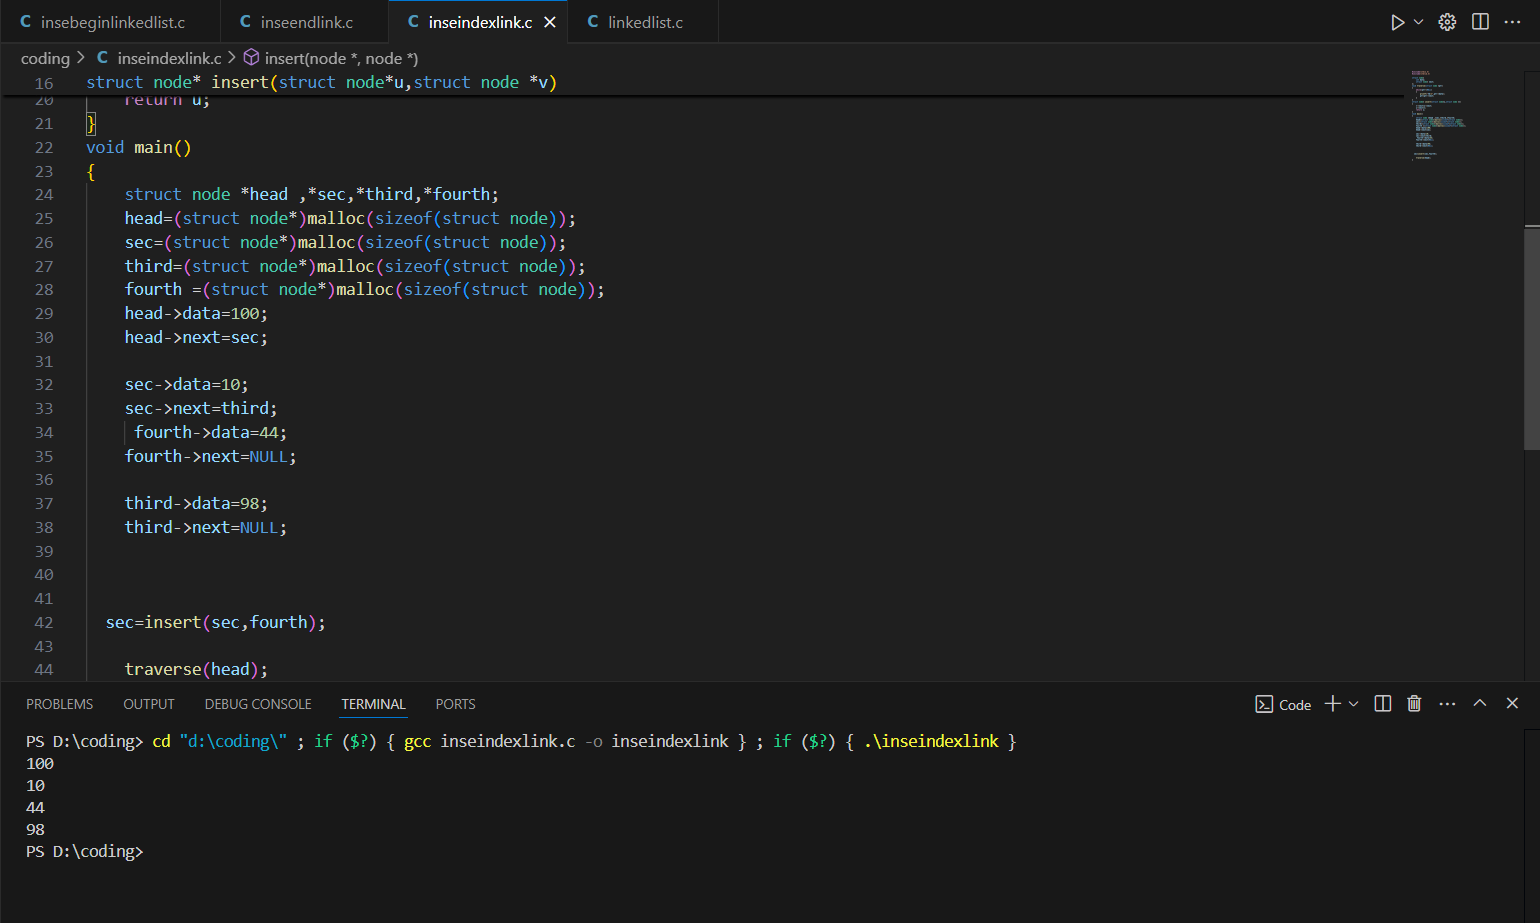 C insebeginlinkedlist.c C inseendlink.c C inseindexlink.c C linkedlist.c
coding > C inseindexlink.c > insert(node *, node *)
16 struct node* insert(struct node*u,struct node *v)
20 return u;
21 }
22 void main()
23 {
24 struct node *head ,*sec,*third,*fourth;
25 head=(struct node*)malloc(sizeof(struct node));
26 sec=(struct node*)malloc(sizeof(struct node));
27 third=(struct node*)malloc(sizeof(struct node));
28 fourth =(struct node*)malloc(sizeof(struct node));
29 head->data=100;
30 head->next=sec;
31
32 sec->data=10;
33 sec->next=third;
34 fourth->data=44;
35 fourth->next=NULL;
36
37 third->data=98;
38 third->next=NULL;
39
40
41
42 sec=insert(sec,fourth);
43
44 traverse(head);
PROBLEMS OUTPUT DEBUG CONSOLE TERMINAL PORTS Code
PS D:\coding> cd "d:\coding\" ; if ($?) { gcc inseindexlink.c -o inseindexlink } ; if ($?) { .\inseindexlink }
100
10
44
98
PS D:\coding>